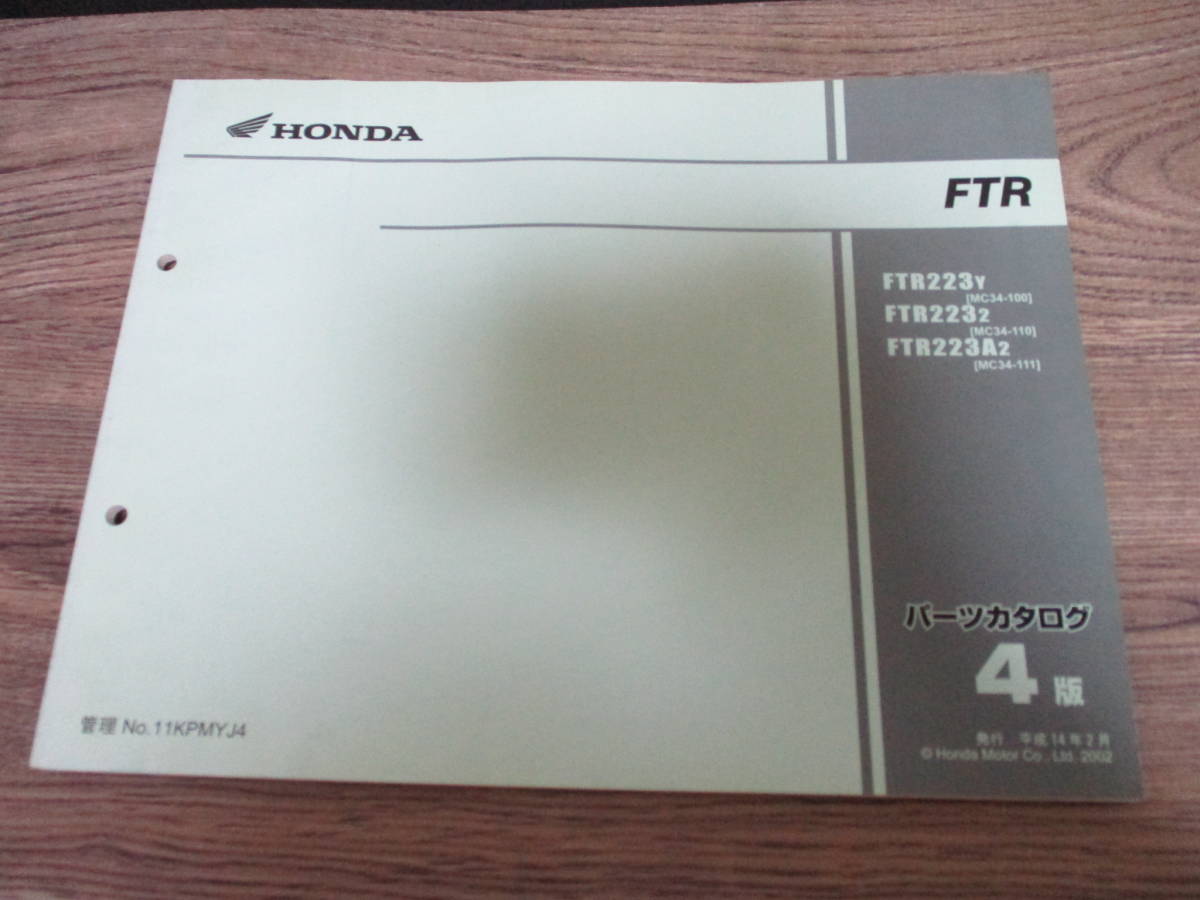 HONDA
FTR
FTR223Y
[MC34-100]
FTR2232
[MC34-110]
FTR223A2
[MC34-111]
パーツカタログ
4版
発行 平成14年2月
© Honda Motor Co., Ltd. 2002
管理 No.11KPMYJ4